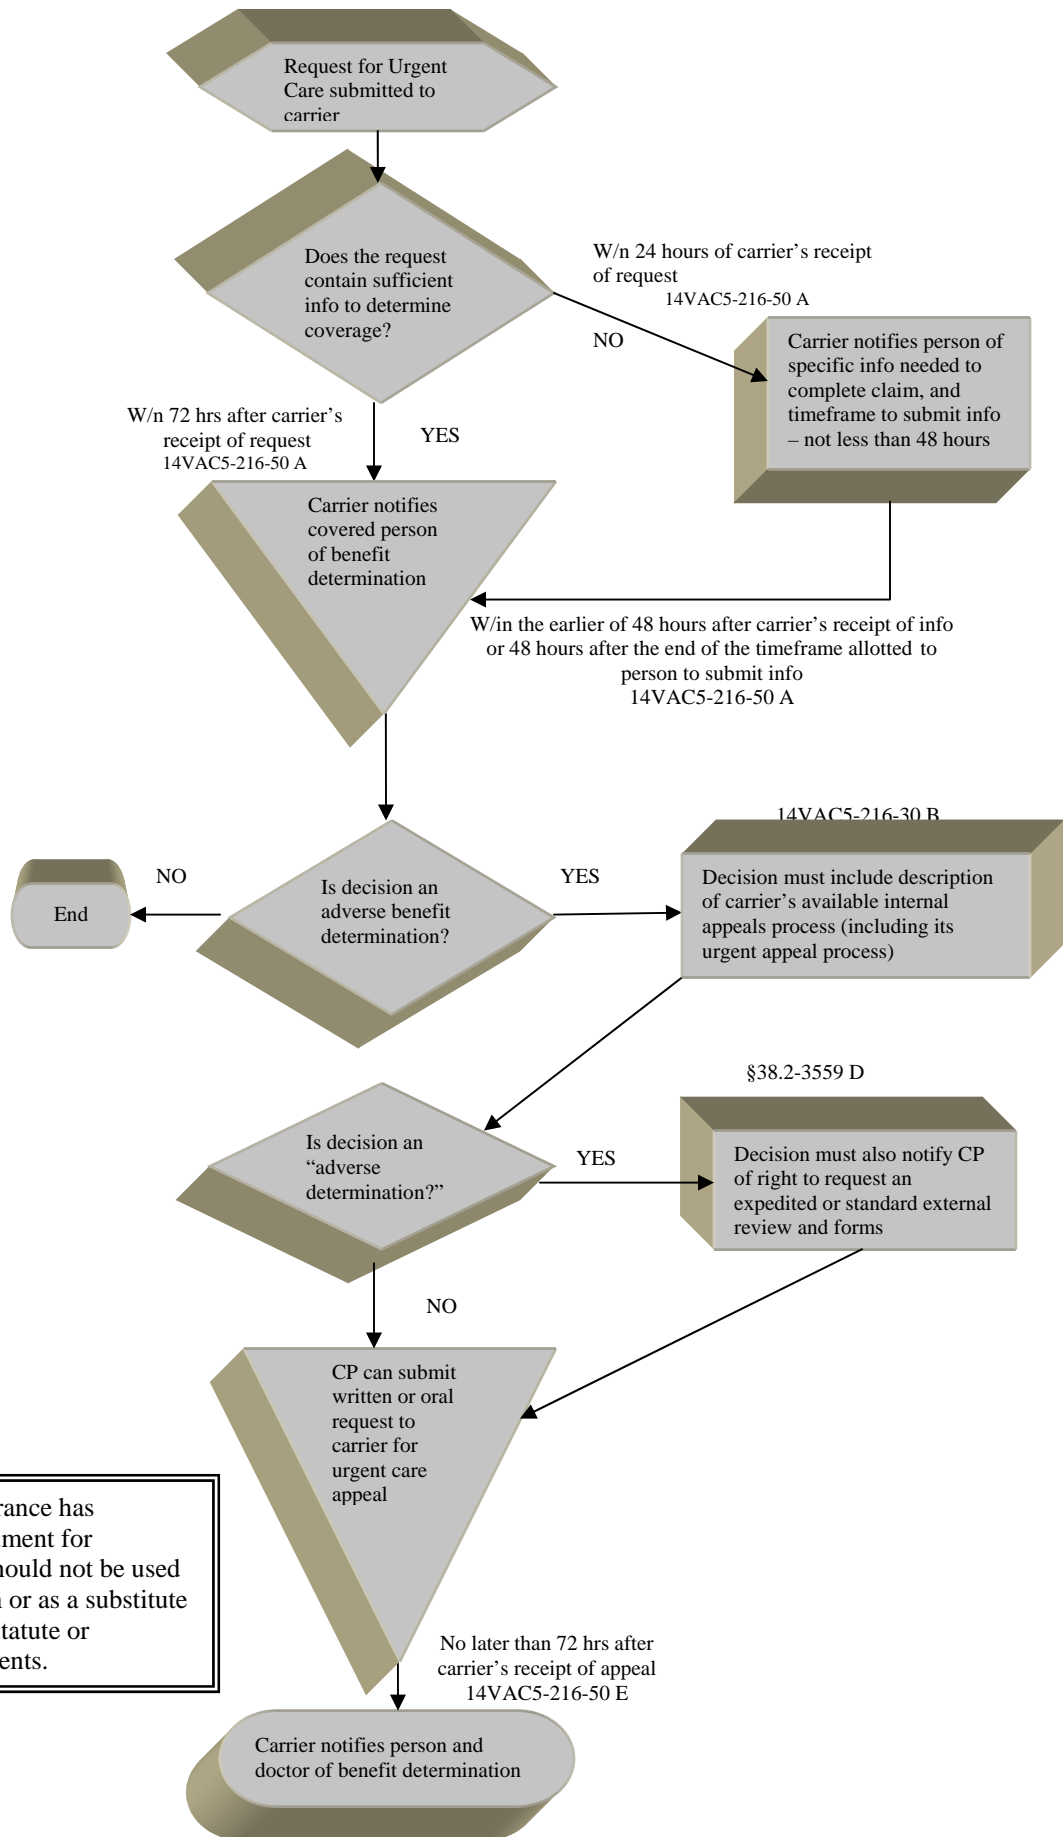 Request for Urgent
Care submitted to
carrier
Does the request
contain sufficient
info to determine
coverage?
W/n 24 hours of carrier's receipt
of request
14VAC5-216-50 A
NO
Carrier notifies person of
specific info needed to
complete claim, and
timeframe to submit info
– not less than 48 hours
W/n 72 hrs after carrier's
receipt of request
14VAC5-216-50 A
YES
Carrier notifies
covered person
of benefit
determination
W/in the earlier of 48 hours after carrier's receipt of info
or 48 hours after the end of the timeframe allotted to
person to submit info
14VAC5-216-50 A
14VAC5-216-30 B
NO
End
Is decision an
adverse benefit
determination?
YES
Decision must include description
of carrier's available internal
appeals process (including its
urgent appeal process)
§38.2-3559 D
Is decision an
“adverse
determination?”
YES
Decision must also notify CP
of right to request an
expedited or standard external
review and forms
NO
CP can submit
written or oral
request to
carrier for
urgent care
appeal
rance has
ument for
hould not be used
n or as a substitute
tatute or
ents.
No later than 72 hrs after
carrier's receipt of appeal
14VAC5-216-50 E
Carrier notifies person and
doctor of benefit determination